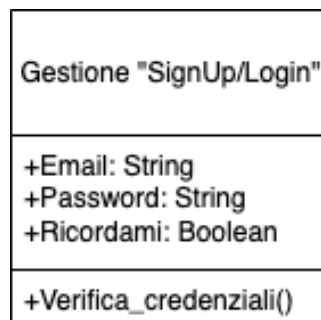 Gestione "SignUp/Login"
+Email: String
+Password: String
+Ricordami: Boolean
+Verifica_credenziali()